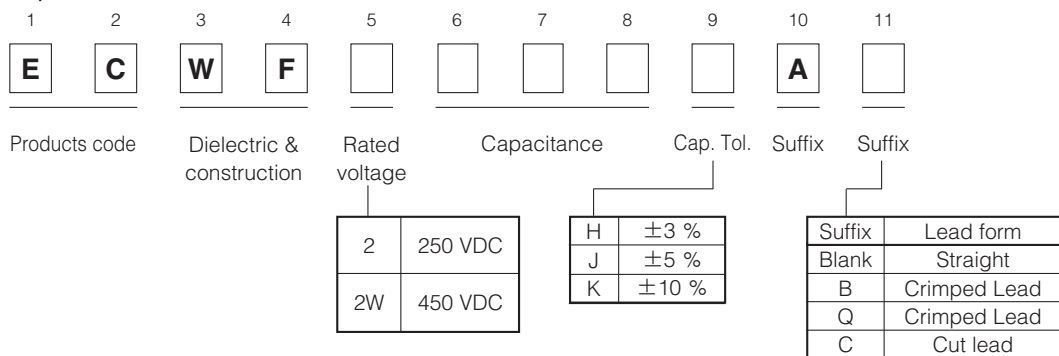 1 2 3 4 5 6 7 8 9 10 11
E C W F A
Products code Dielectric & construction Rated voltage Capacitance Cap. Tol. Suffix Suffix
2 250 VDC
2W 450 VDC
H ±3 %
J ±5 %
K ±10 %
Suffix Lead form
Blank Straight
B Crimped Lead
Q Crimped Lead
C Cut lead